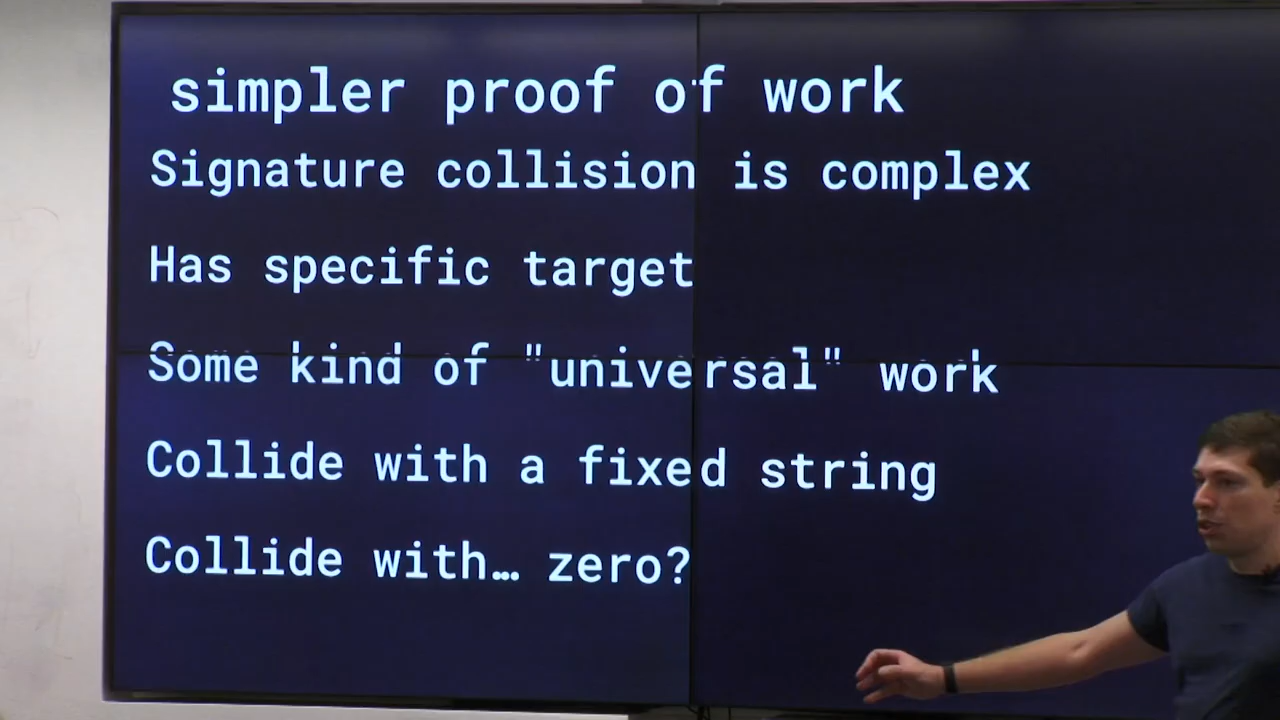 simpler proof of work
Signature collision is complex
Has specific target
Some kind of "universal" work
Collide with a fixed string
Collide with… zero?